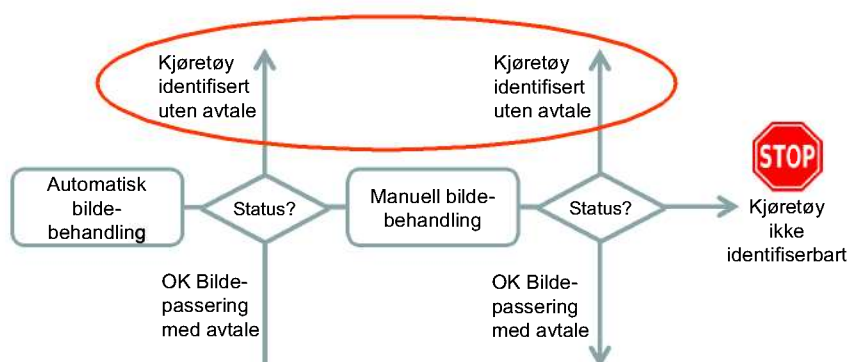 Kjøretøy
identifisert
uten avtale
Kjøretøy
identifisert
uten avtale
STOP
Automatisk
bilde-
behandling
Status?
Manuell bilde-
behandling
Status?
Kjøretøy
ikke
identifiserbart
OK Bilde-
passering
med avtale
OK Bilde-
passering
med avtale